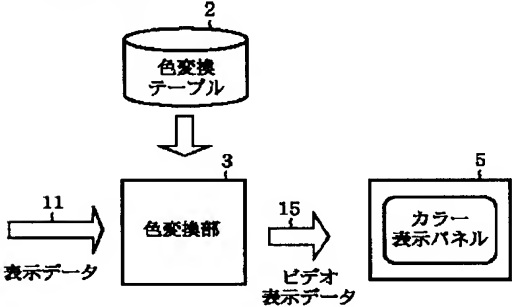 2
色変換
テーブル
3
5
11
15
色変換部
カラー
表示パネル
表示データ
ビデオ
表示データ